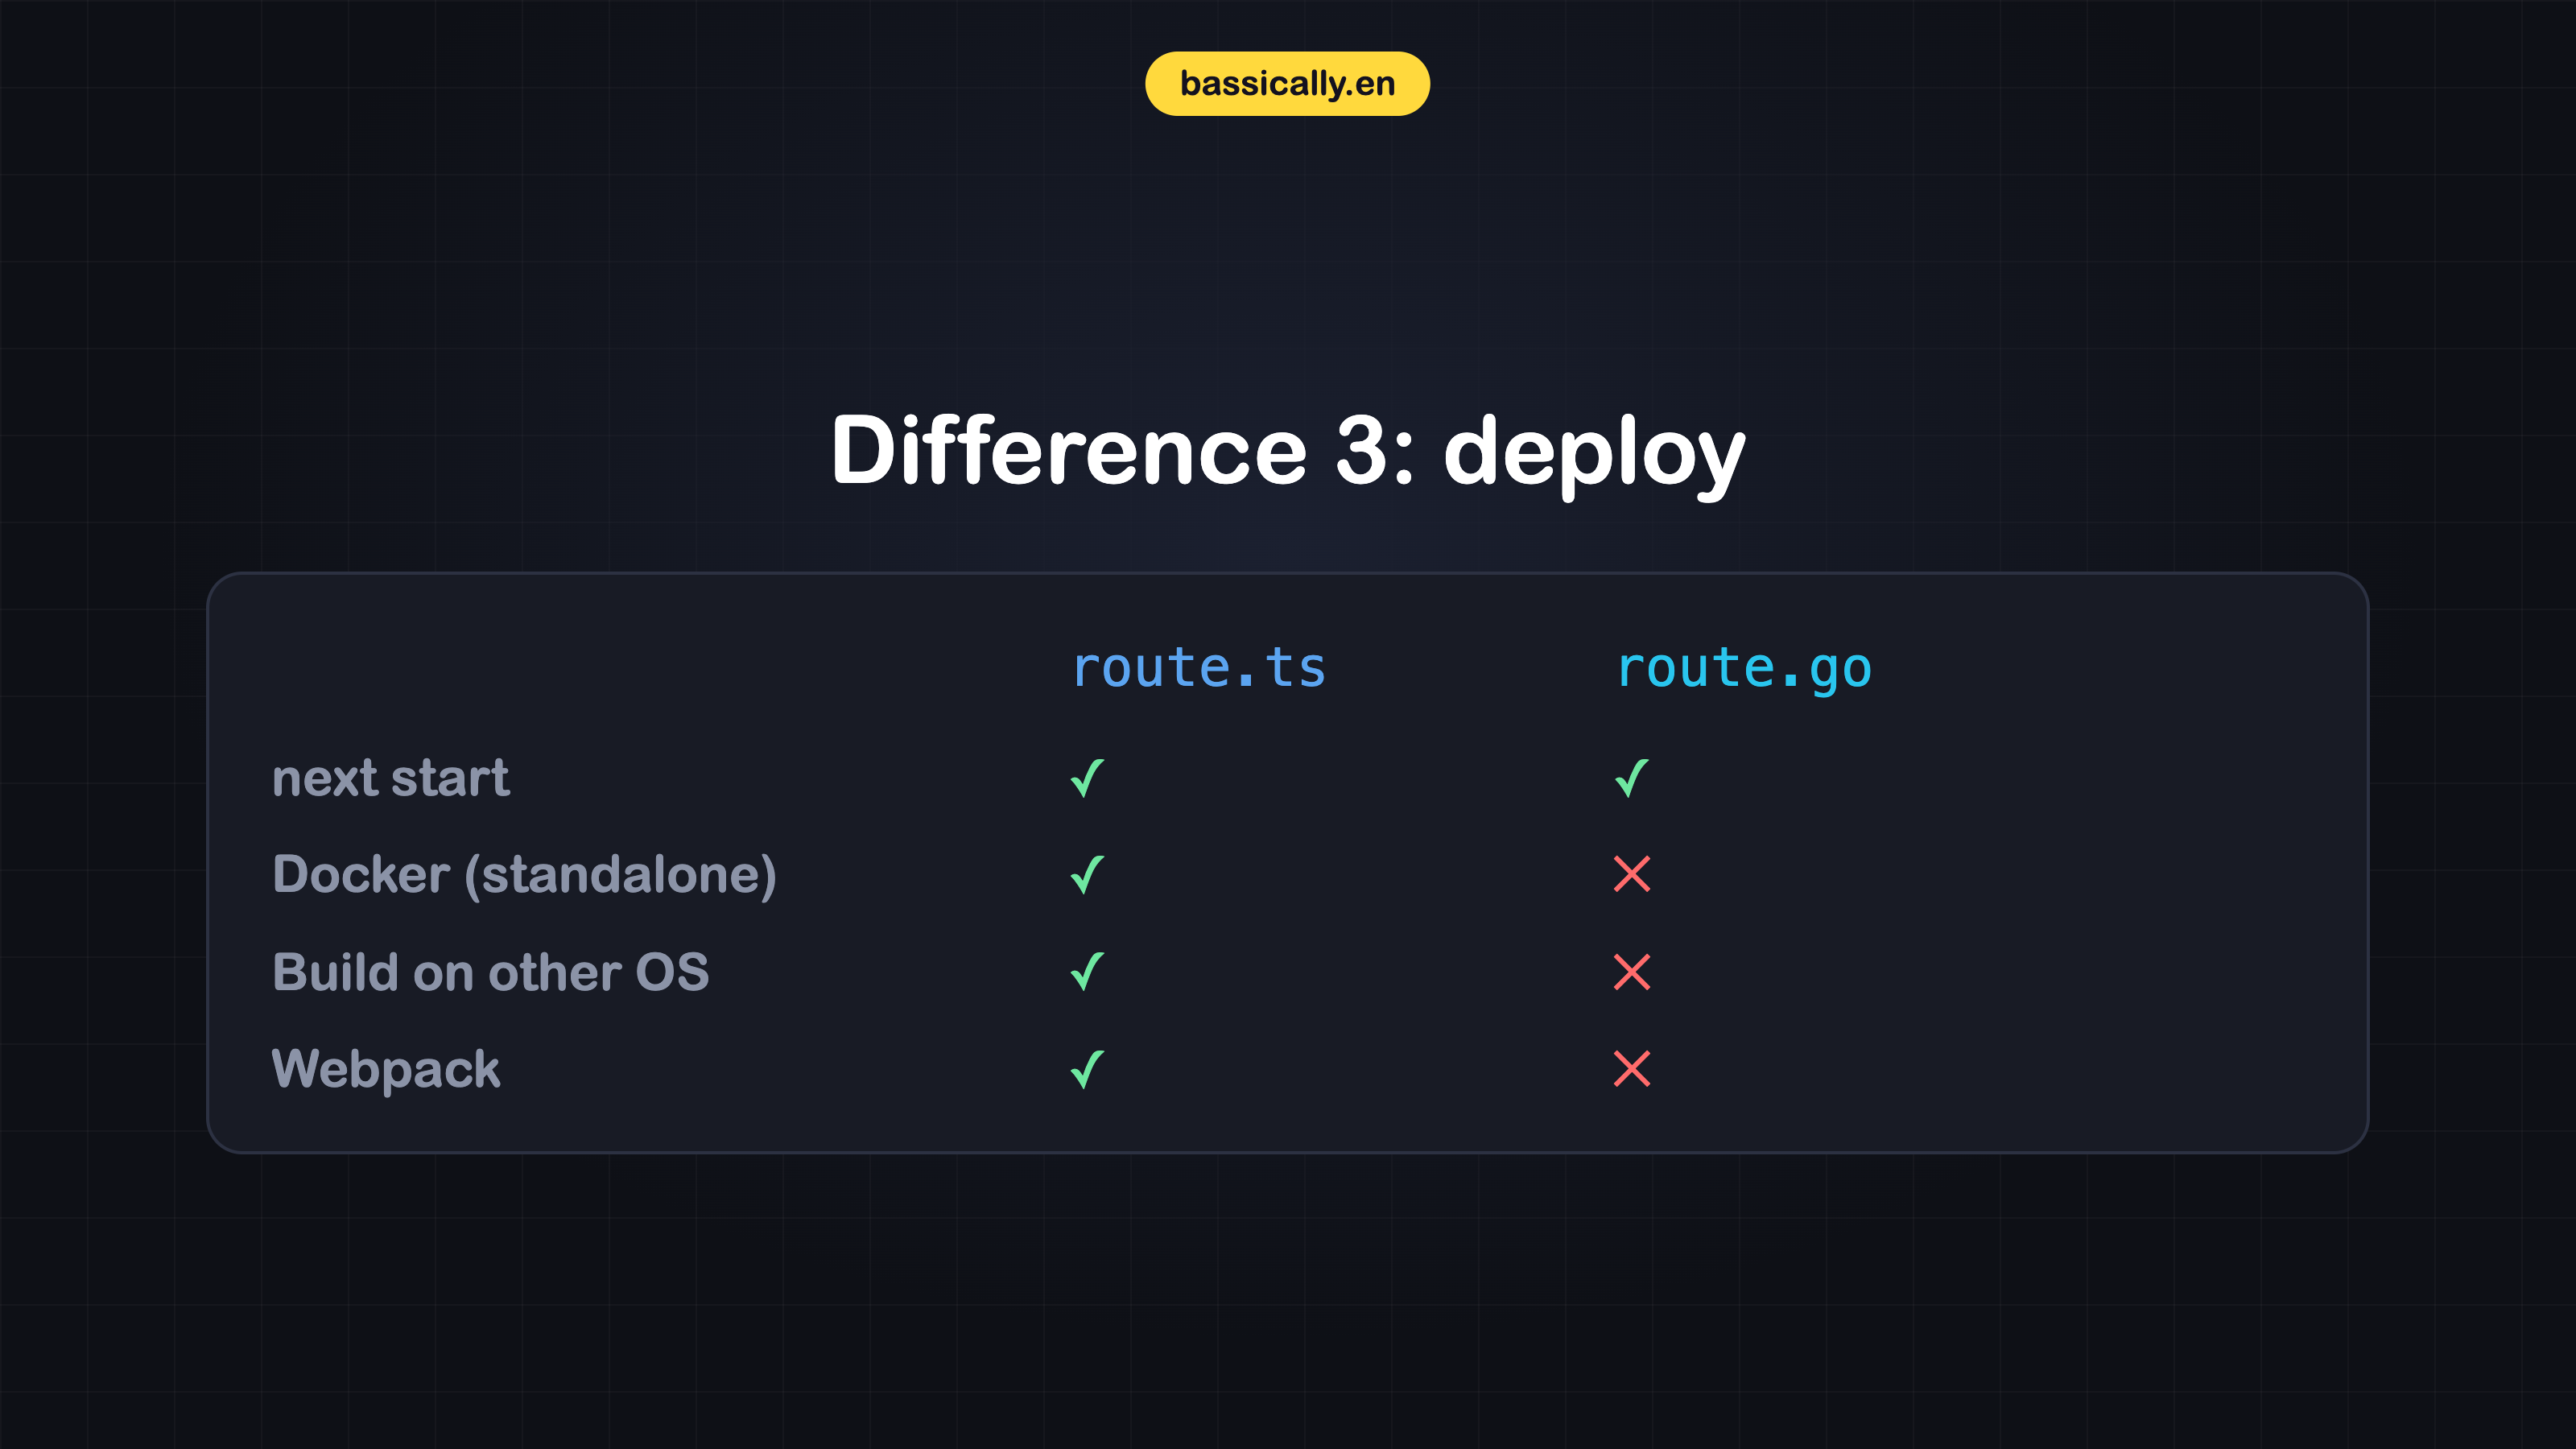 bassically.en
Difference 3: deploy
route.ts route.go
next start ✓ ✓
Docker (standalone) ✓ ✕
Build on other OS ✓ ✕
Webpack ✓ ✕